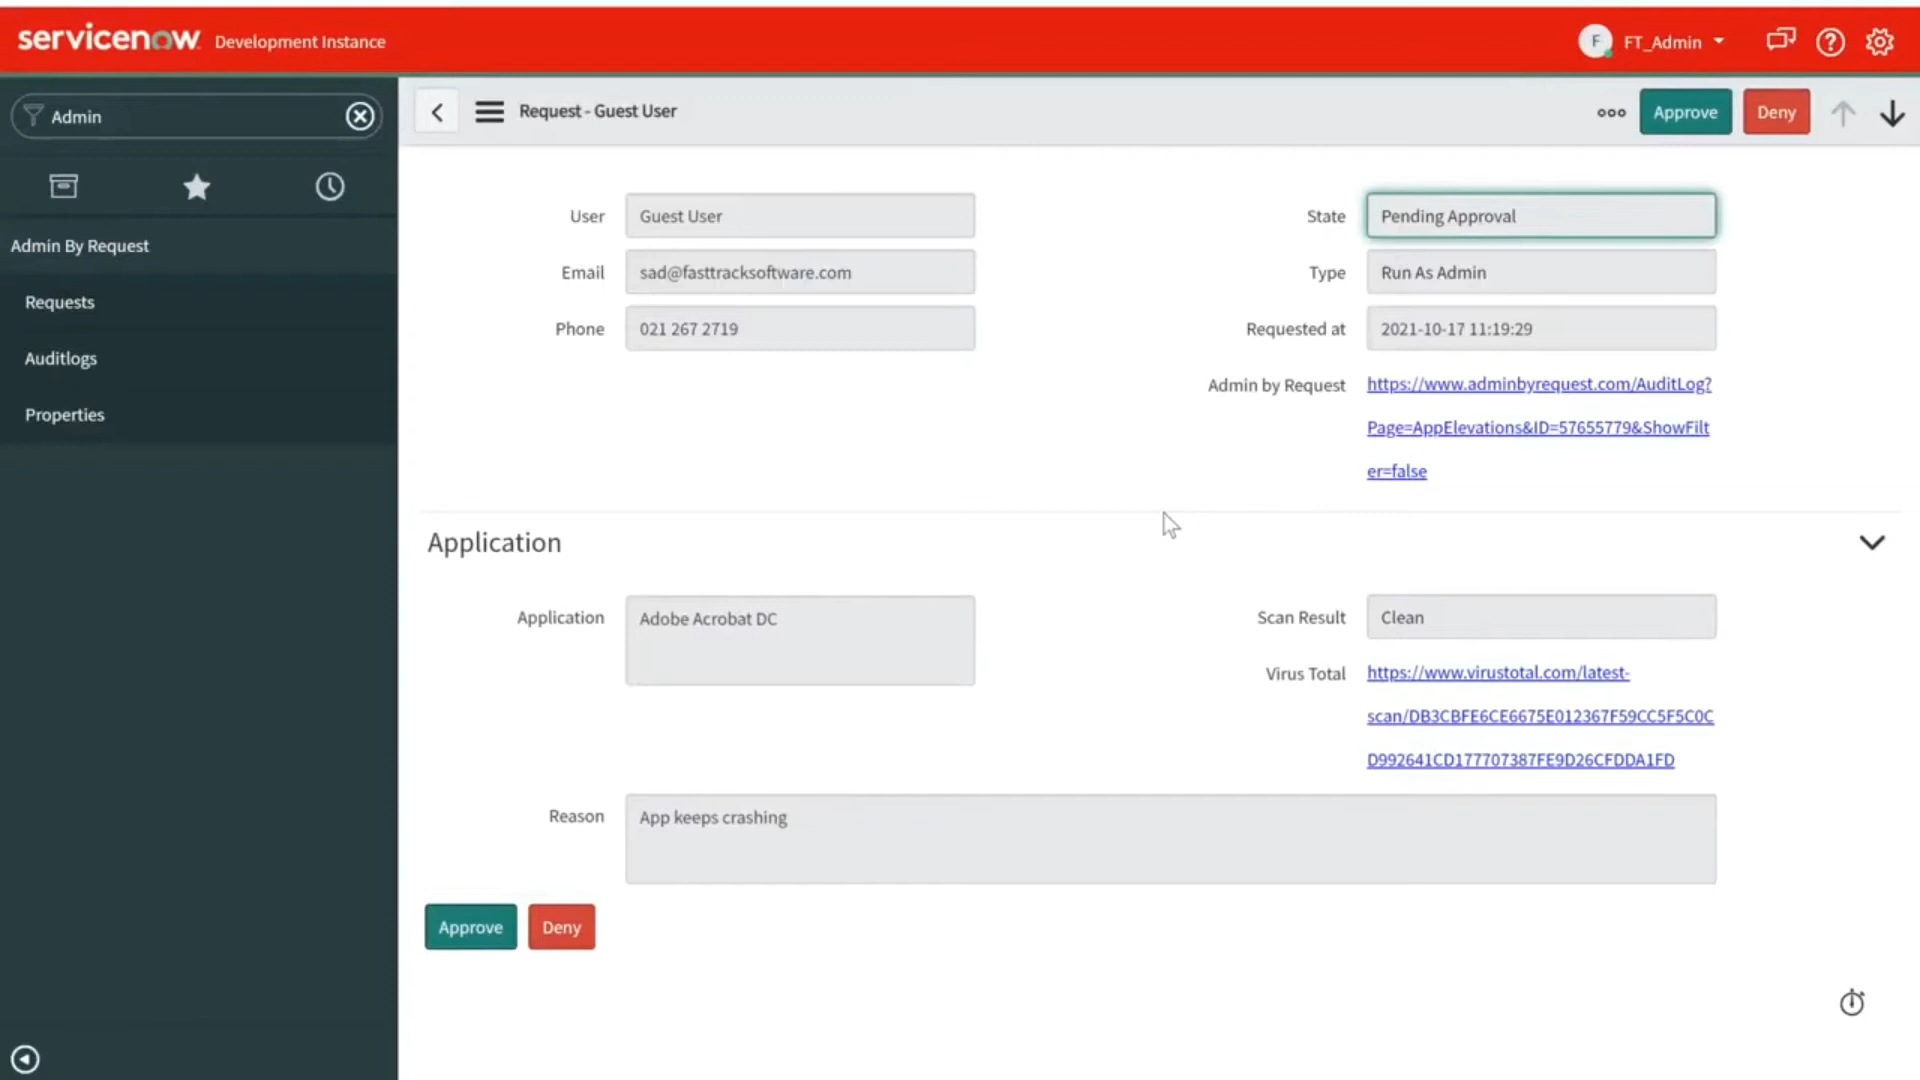 servicenow Development Instance
F FT_Admin
Admin
Request - Guest User
Approve Deny
Admin By Request
Requests
Auditlogs
Properties
User Guest User
Email sad@fasttracksoftware.com
Phone 021 267 2719
State Pending Approval
Type Run As Admin
Requested at 2021-10-17 11:19:29
Admin by Request https://www.adminbyrequest.com/AuditLog?
Page=AppElevations&ID=57655779&ShowFilt
er=false
Application
Application Adobe Acrobat DC
Scan Result Clean
Virus Total https://www.virustotal.com/latest-
scan/DB3CBFE6CE6675E012367F59CC5F5C0C
D992641CD177707387FE9D26CFDDA1FD
Reason App keeps crashing
Approve Deny